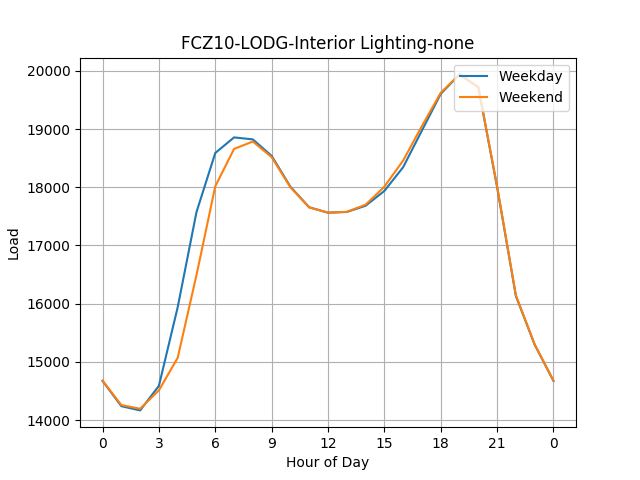 FCZ10-LODG-Interior Lighting-none
Weekday
Weekend
Load
20000
19000
18000
17000
16000
15000
14000
0 3 6 9 12 15 18 21 0
Hour of Day